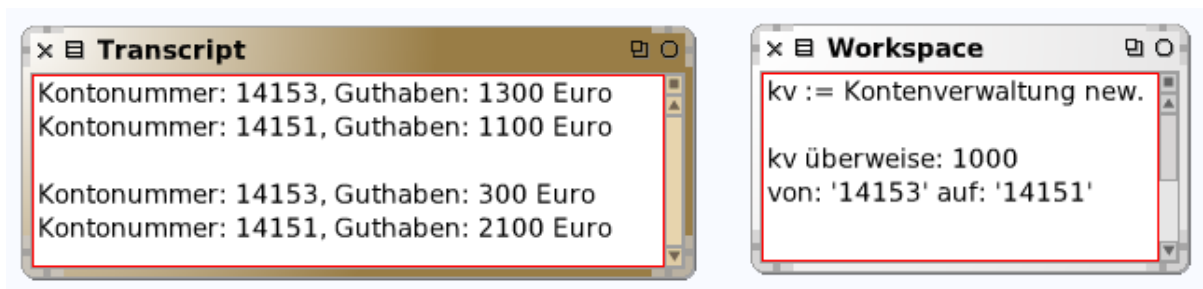 Transcript
Kontonummer: 14153, Guthaben: 1300 Euro
Kontonummer: 14151, Guthaben: 1100 Euro
Kontonummer: 14153, Guthaben: 300 Euro
Kontonummer: 14151, Guthaben: 2100 Euro
Workspace
kv := Kontenverwaltung new.
kv überweise: 1000
von: '14153' auf: '14151'